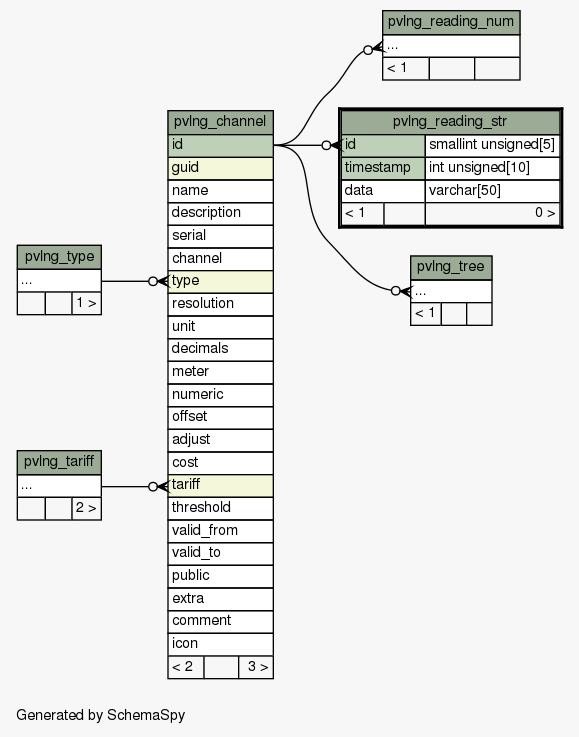 pvlng_reading_num
...
< 1
pvlng_channel
id
guid
name
description
serial
channel
type
resolution
unit
decimals
meter
numeric
offset
adjust
cost
tariff
threshold
valid_from
valid_to
public
extra
comment
icon
< 2 3 >
pvlng_reading_str
id smallint unsigned[5]
timestamp int unsigned[10]
data varchar[50]
< 1 0 >
pvlng_type
...
1 >
pvlng_tree
...
< 1
pvlng_tariff
...
2 >
Generated by SchemaSpy